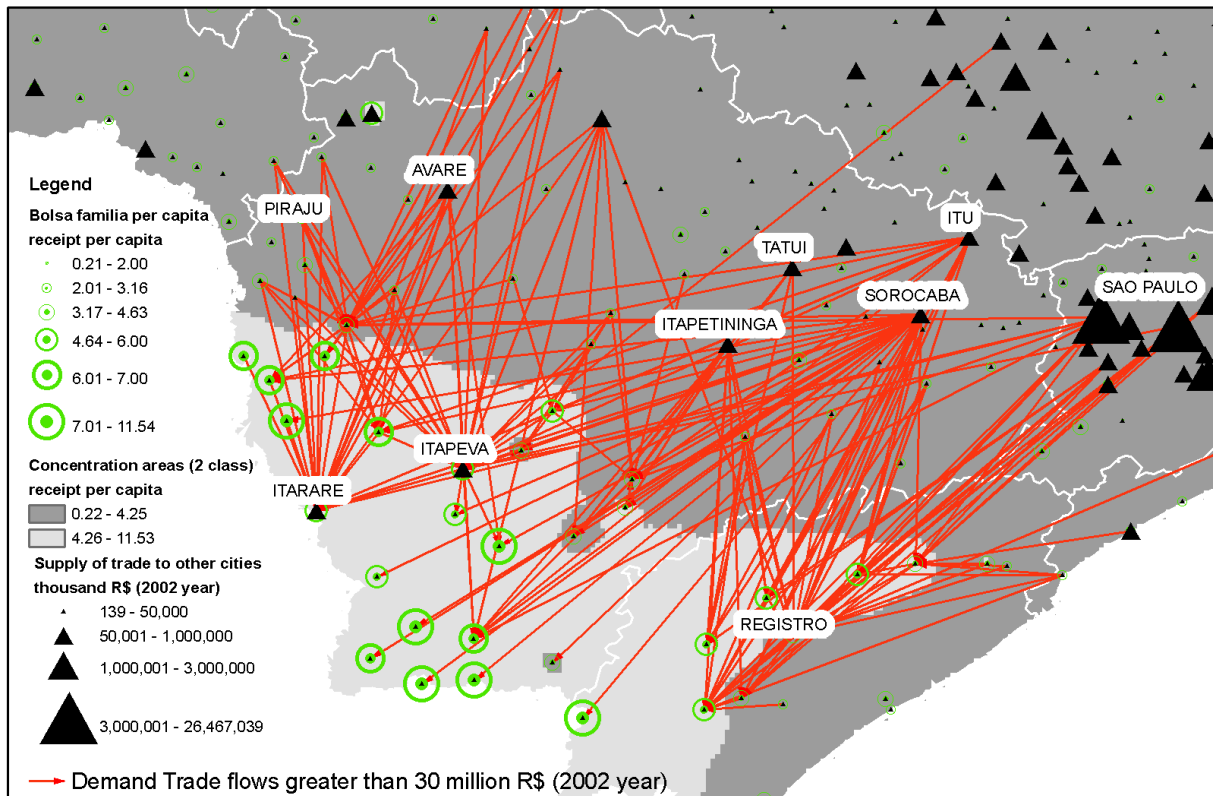 AVARE
PIRAJU
ITU
TATUI
SAO PAULO
SOROCABA
ITAPETININGA
ITAPEVA
ITARARE
REGISTRO
Legend
Bolsa familia per capita
receipt per capita
0.21 - 2.00
2.01 - 3.16
3.17 - 4.63
4.64 - 6.00
6.01 - 7.00
7.01 - 11.54
Concentration areas (2 class)
receipt per capita
0.22 - 4.25
4.26 - 11.53
Supply of trade to other cities
thousand R$ (2002 year)
139 - 50,000
50,001 - 1,000,000
1,000,001 - 3,000,000
3,000,001 - 26,467,039
Demand Trade flows greater than 30 million R$ (2002 year)